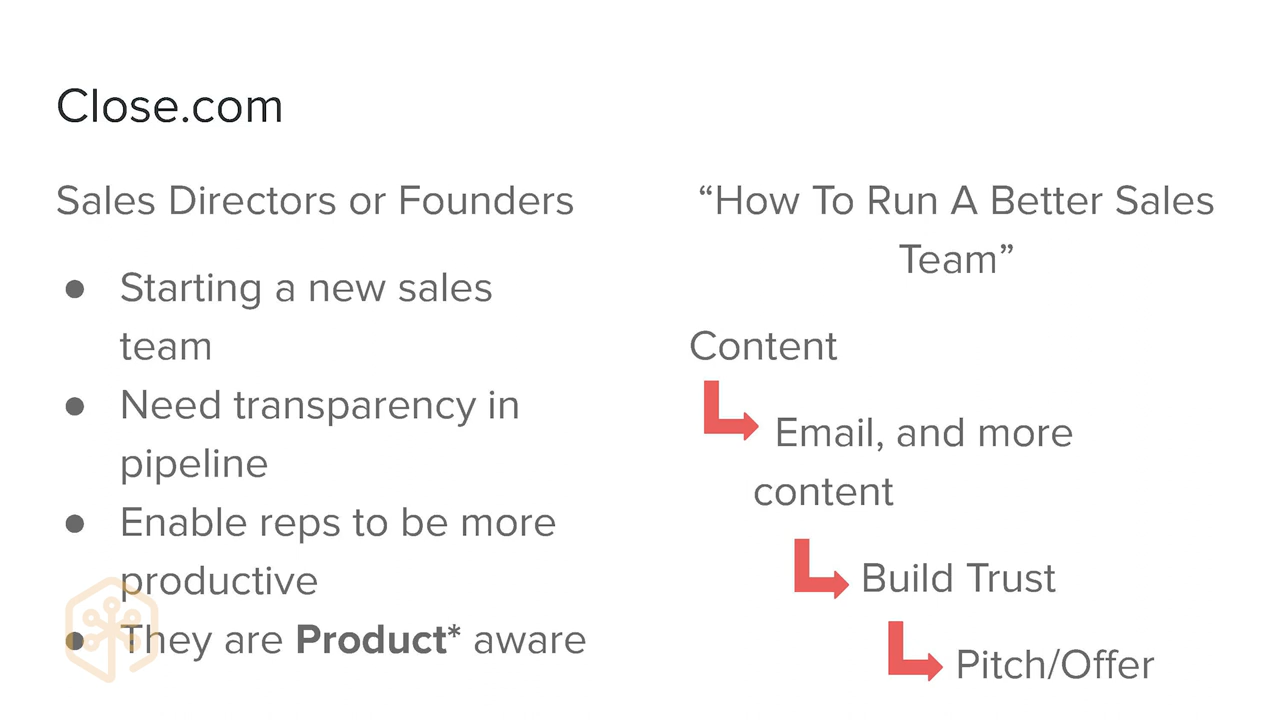 Close.com
Sales Directors or Founders
● Starting a new sales
team
● Need transparency in
pipeline
● Enable reps to be more
productive
● They are Product* aware
“How To Run A Better Sales
Team”
Content
Email, and more
content
Build Trust
Pitch/Offer